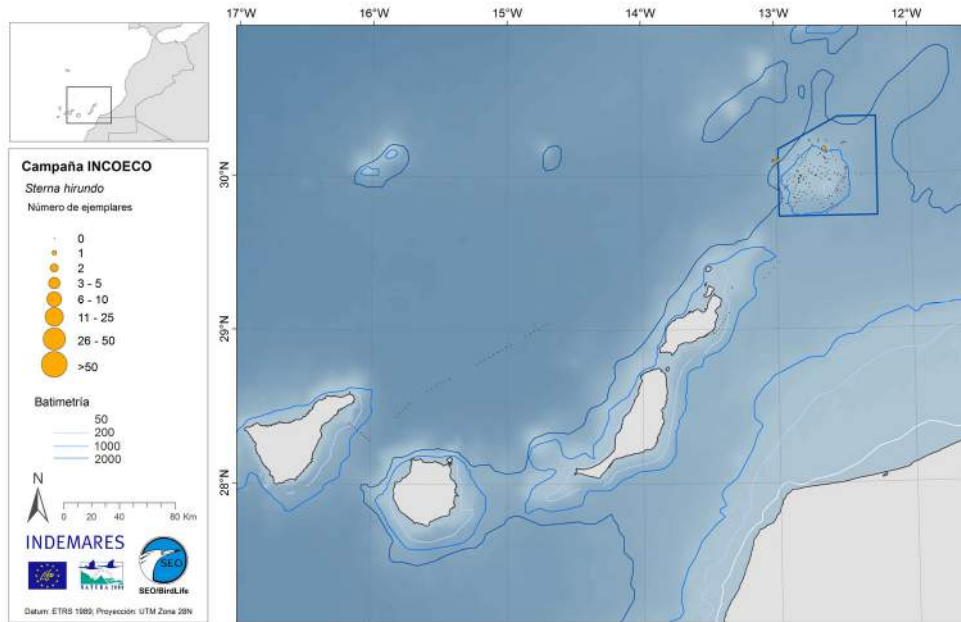 17°W 16°W 15°W 14°W 13°W 12°W
30°N
29°N
28°N
Campaña INCOECO
Sterna hirundo
Número de ejemplares
0
1
2
3 - 5
6 - 10
11 - 25
26 - 50
>50
Batimetría
50
200
1000
2000
N
0 20 40 80 Km
INDEMARES
NATURA 2000
SEO
SEO/BirdLife
Datum: ETRS 1989; Proyección: UTM Zona 28N